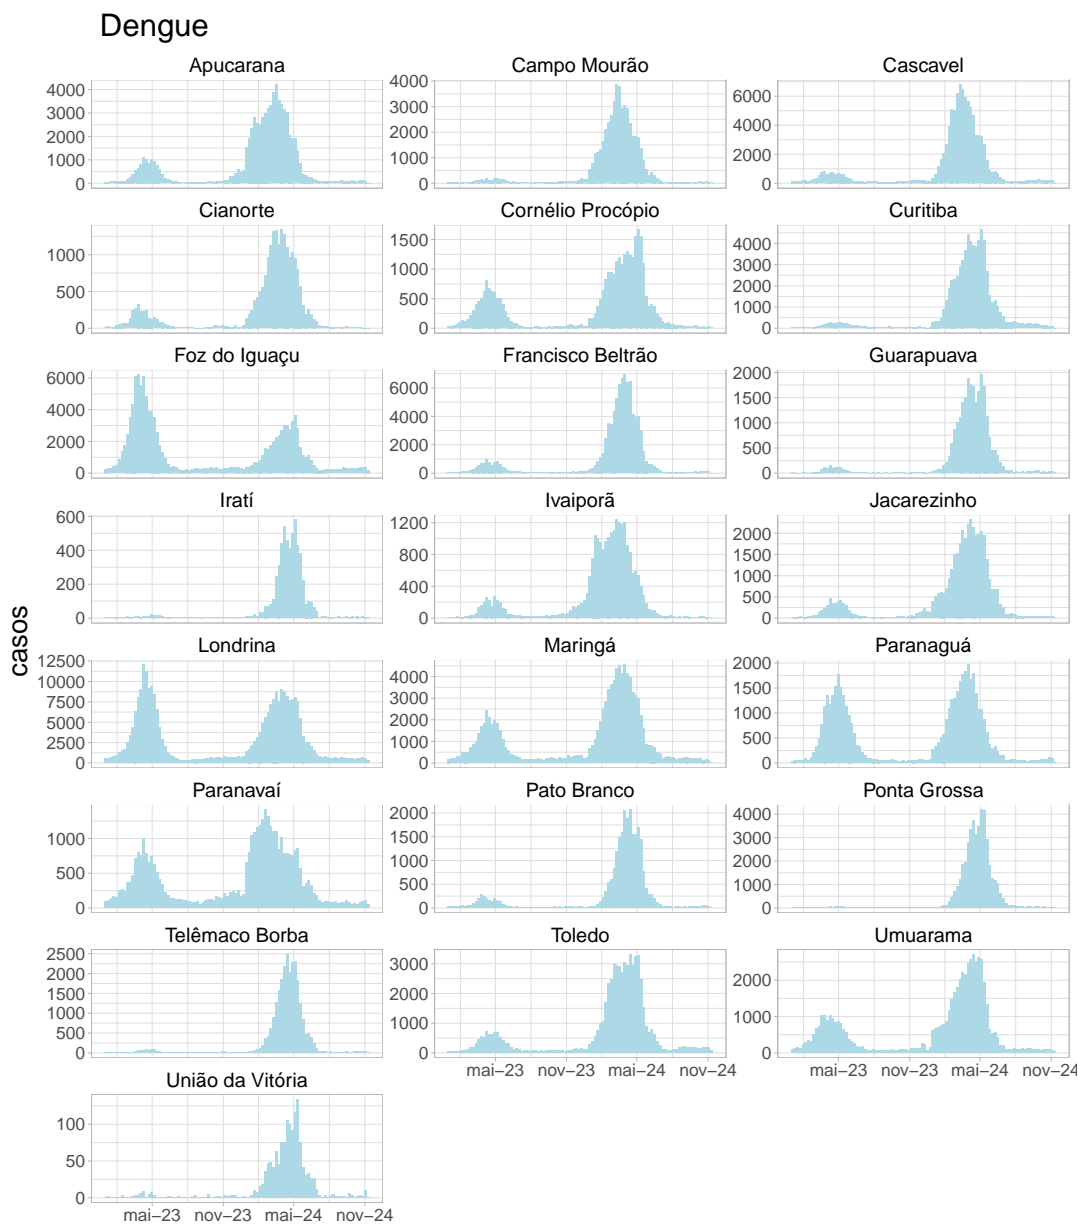 Dengue
casos
Apucarana Campo Mourão Cascavel
4000 3000 2000 1000 0
4000 3000 2000 1000 0
6000 4000 2000 0
Cianorte Cornélio Procópio Curitiba
1000 500 0
1500 1000 500 0
4000 3000 2000 1000 0
Foz do Iguaçu Francisco Beltrão Guarapuava
6000 4000 2000 0
6000 4000 2000 0
2000 1500 1000 500 0
Iratí Ivaiporã Jacarezinho
600 400 200 0
1200 800 400 0
2000 1500 1000 500 0
Londrina Maringá Paranaguá
12500 10000 7500 5000 2500 0
4000 3000 2000 1000 0
2000 1500 1000 500 0
Paranavaí Pato Branco Ponta Grossa
1000 500 0
2000 1500 1000 500 0
4000 3000 2000 1000 0
Telêmaco Borba Toledo Umuarama
2500 2000 1500 1000 500 0
3000 2000 1000 0
2000 1000 0
mai–23 nov–23 mai–24 nov–24
mai–23 nov–23 mai–24 nov–24
União da Vitória
100 50 0
mai–23 nov–23 mai–24 nov–24